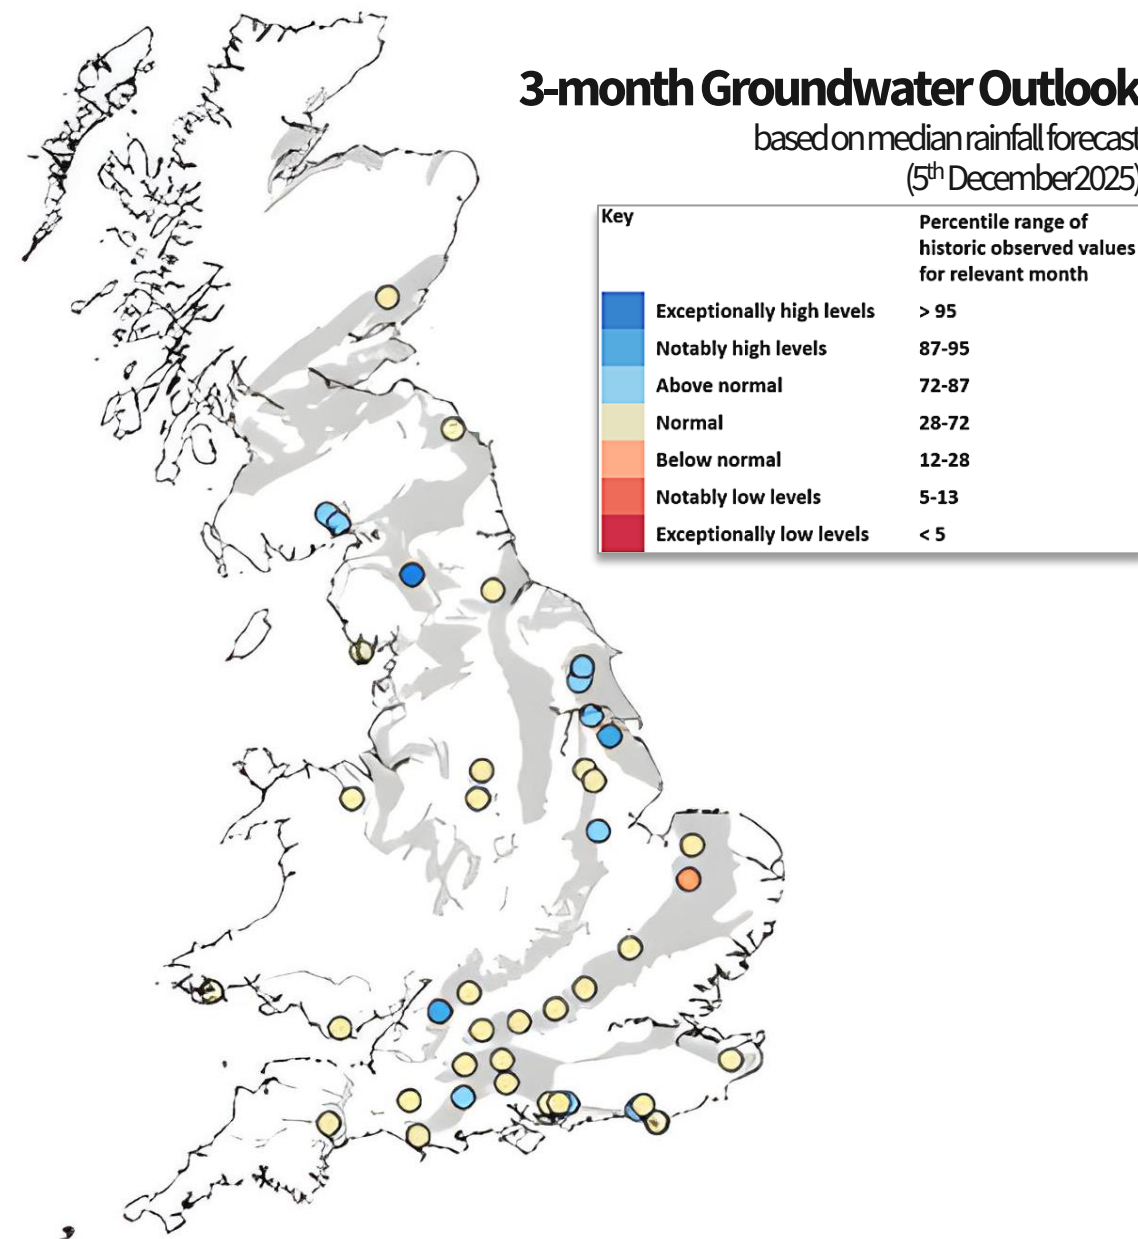 3-month Groundwater Outlook
based on median rainfall forecast
(5th December2025)
Key
Percentile range of
historic observed values
for relevant month
Exceptionally high levels > 95
Notably high levels 87-95
Above normal 72-87
Normal 28-72
Below normal 12-28
Notably low levels 5-13
Exceptionally low levels < 5